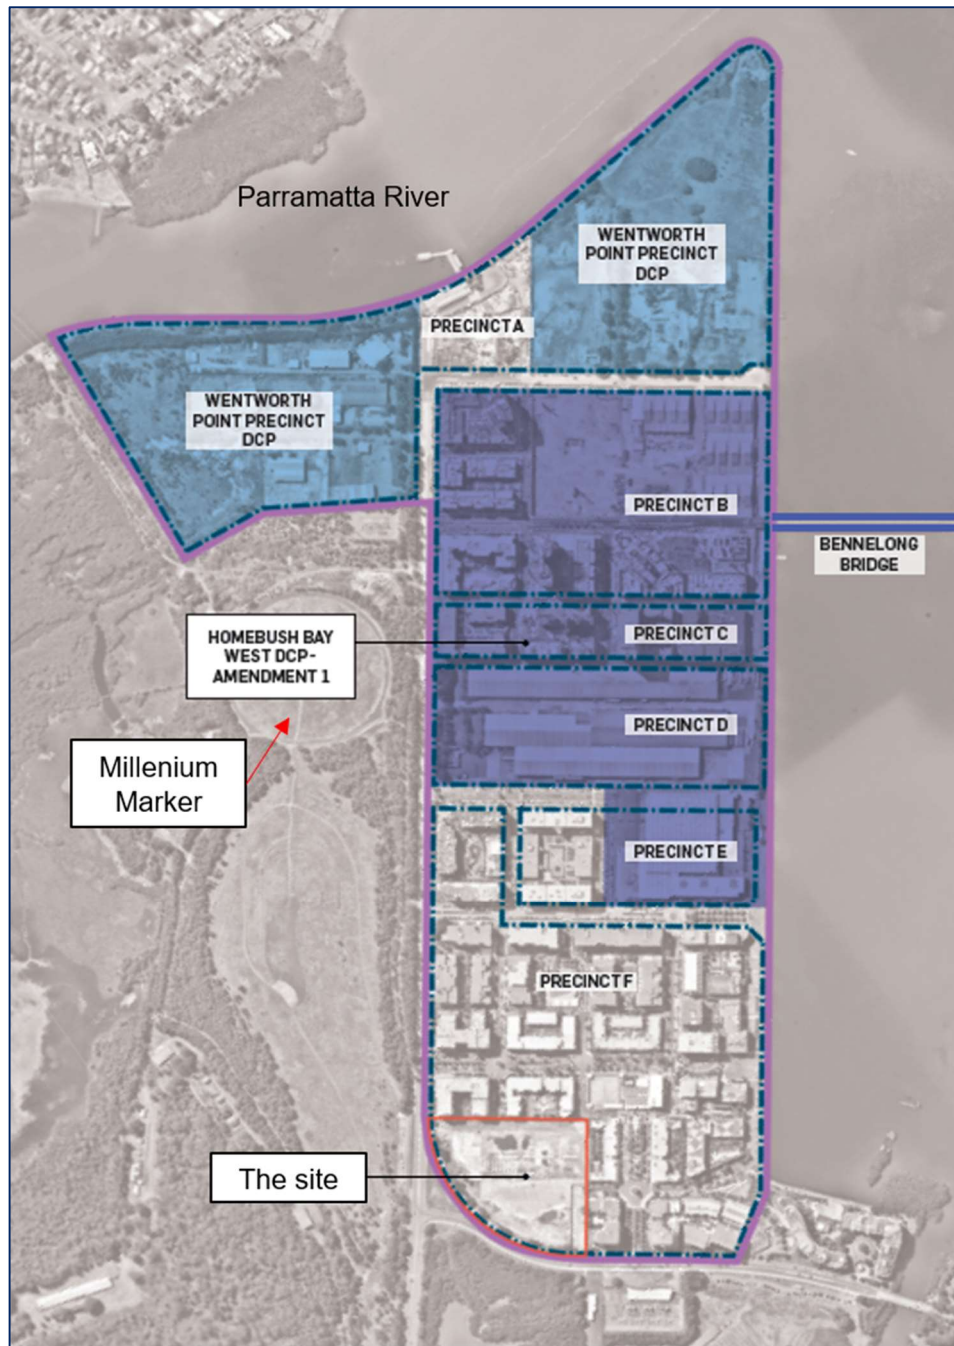 Parramatta River
WENTWORTH
POINT PRECINCT
DCP
PRECINCT A
WENTWORTH
POINT PRECINCT
DCP
PRECINCT B
BENNELONG
BRIDGE
HOMEBUSH BAY
WEST DCP-
AMENDMENT 1
PRECINCT C
PRECINCT D
Millenium
Marker
PRECINCT E
PRECINCT F
The site